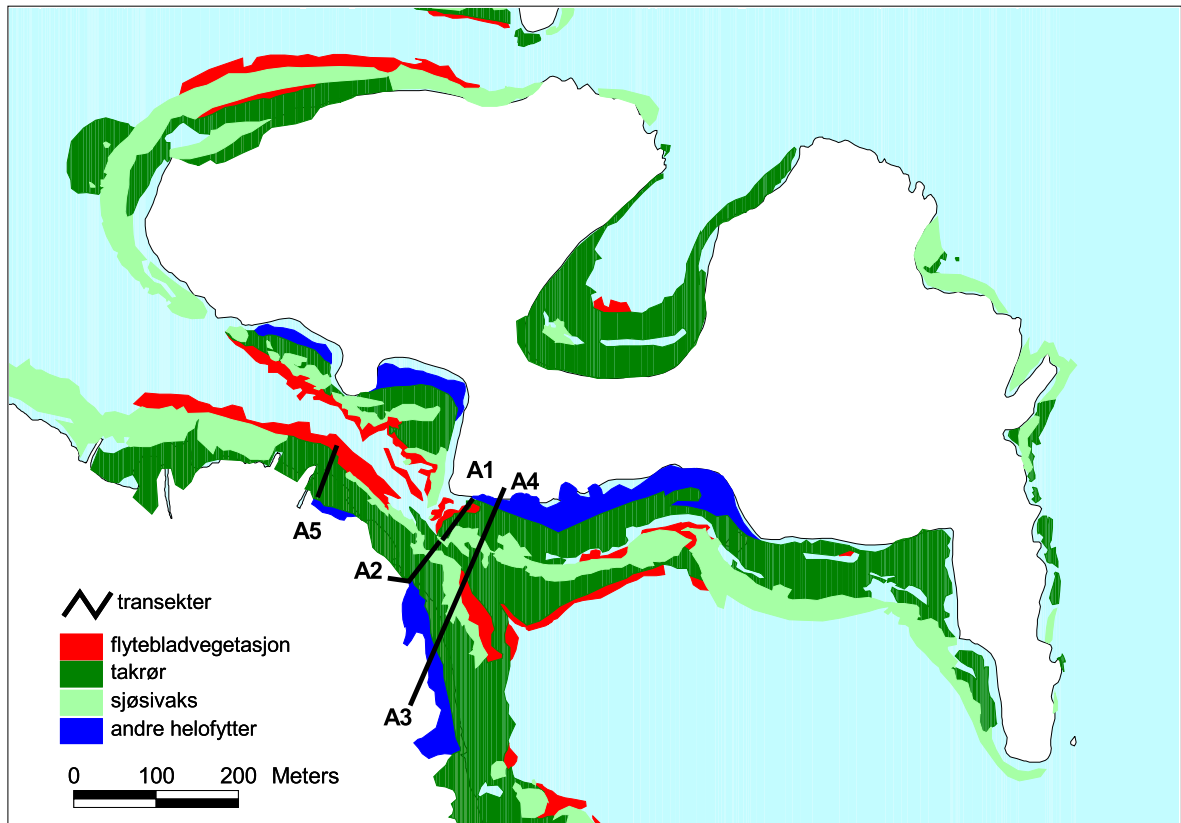 A1
A4
A5
A2
A3
transekter
flytebladvegetasjon
takrør
sjøsivaks
andre helofytter
0 100 200 Meters